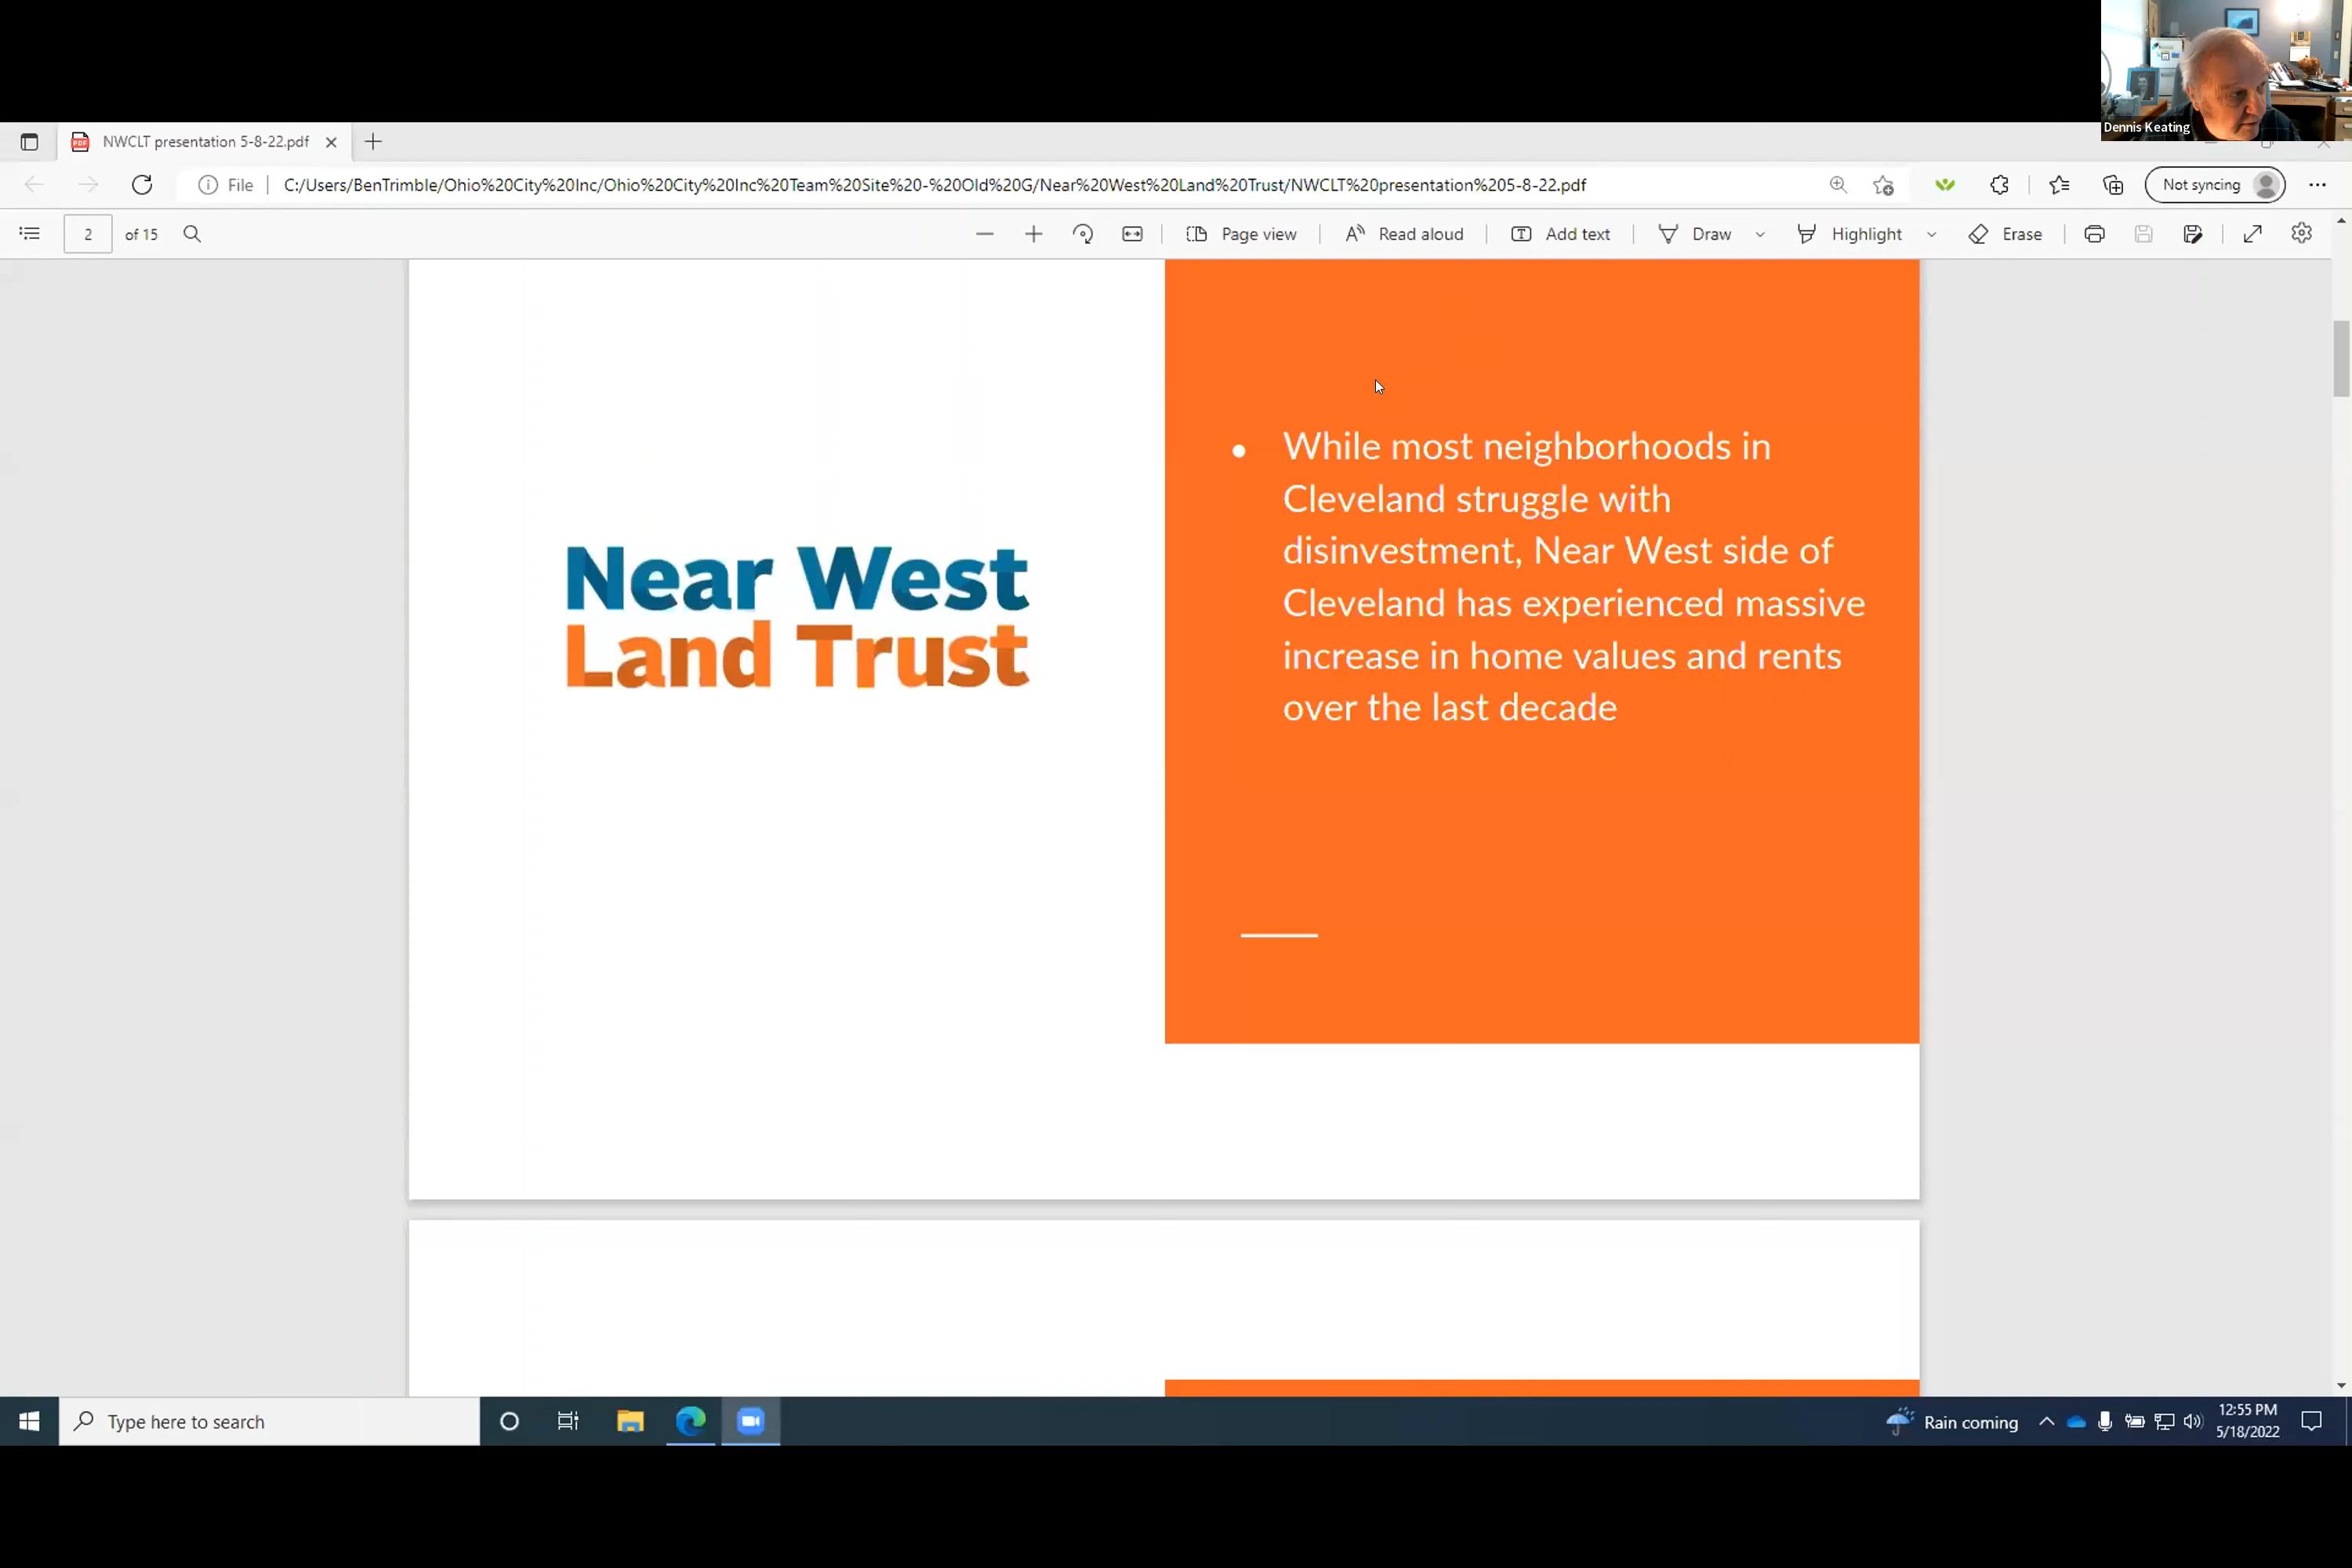 Dennis Keating
NWCLT presentation 5-8-22.pdf
File
C:/Users/BenTrimble/Ohio%20City%20Inc/Ohio%20City%20Inc%20Team%20Site%20-%20Old%20G/Near%20West%20Land%20Trust/NWCLT%20presentation%205-8-22.pdf
Not syncing
2 of 15
Page view
Read aloud
Add text
Draw
Highlight
Erase
Near West
Land Trust
• While most neighborhoods in
Cleveland struggle with
disinvestment, Near West side of
Cleveland has experienced massive
increase in home values and rents
over the last decade
Type here to search
Rain coming
12:55 PM
5/18/2022